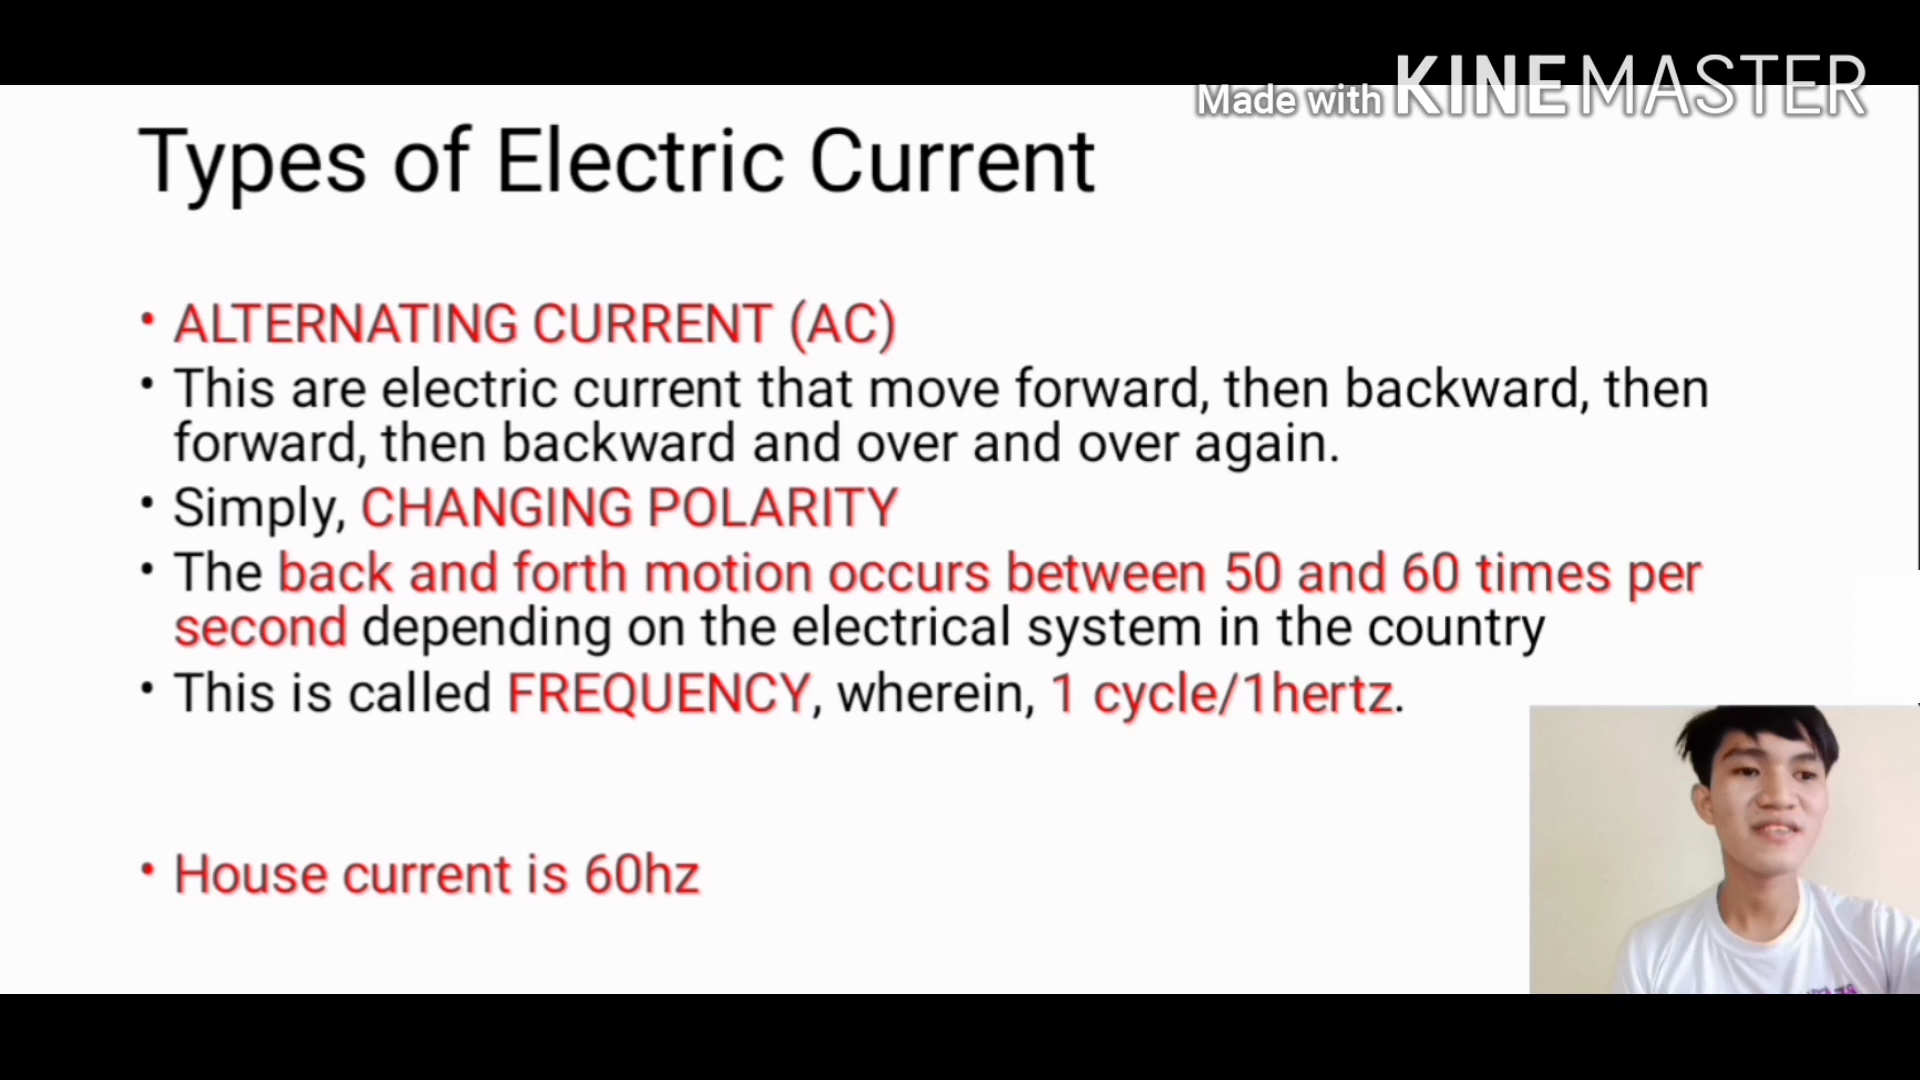 Made with KINEMASTER
Types of Electric Current
• ALTERNATING CURRENT (AC)
• This are electric current that move forward, then backward, then
forward, then backward and over and over again.
• Simply, CHANGING POLARITY
• The back and forth motion occurs between 50 and 60 times per
second depending on the electrical system in the country
• This is called FREQUENCY, wherein, 1 cycle/1hertz.
• House current is 60hz